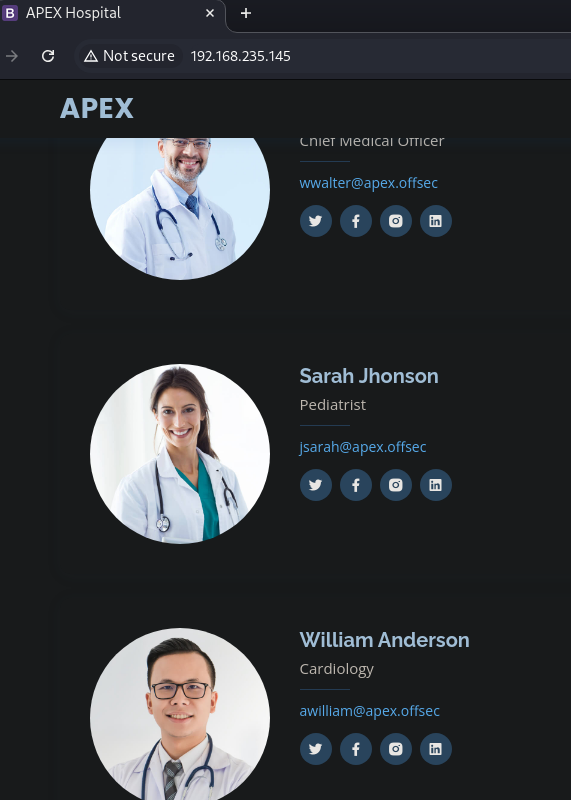 B APEX Hospital
Not secure 192.168.235.145
APEX
Chief Medical Officer
wwalter@apex.offsec
Sarah Jhonson
Pediatrist
jsarah@apex.offsec
William Anderson
Cardiology
awilliam@apex.offsec